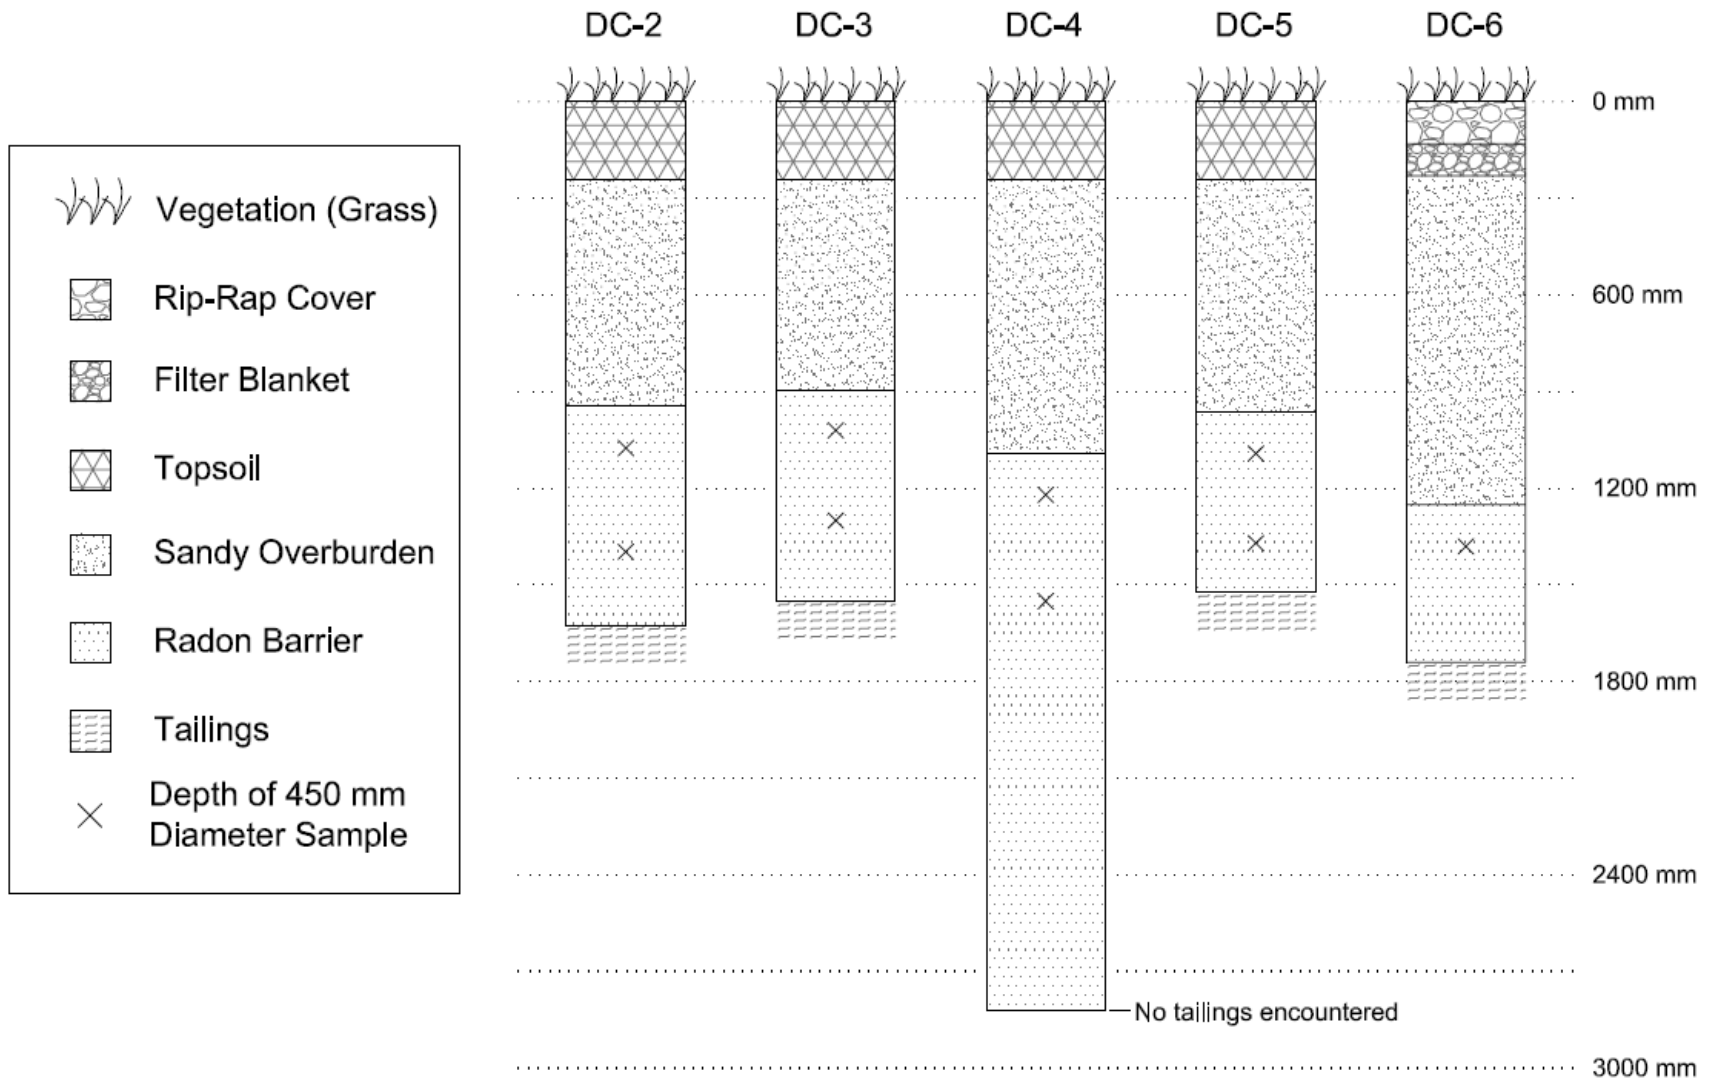 DC-2 DC-3 DC-4 DC-5 DC-6
0 mm
600 mm
1200 mm
1800 mm
2400 mm
3000 mm
No tailings encountered
Vegetation (Grass)
Rip-Rap Cover
Filter Blanket
Topsoil
Sandy Overburden
Radon Barrier
Tailings
Depth of 450 mm
Diameter Sample